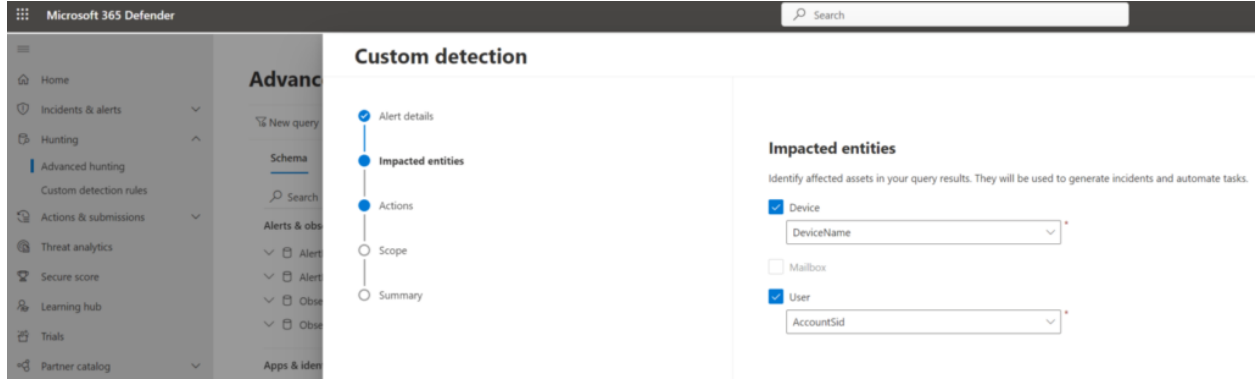 Microsoft 365 Defender
Search
Home
Incidents & alerts
Hunting
Advanced hunting
Custom detection rules
Actions & submissions
Threat analytics
Secure score
Learning hub
Trials
Partner catalog
Advanc
New query
Schema
Search
Alerts & obs
Alert
Alert
Obse
Obse
Apps & iden
Custom detection
Alert details
Impacted entities
Actions
Scope
Summary
Impacted entities
Identify affected assets in your query results. They will be used to generate incidents and automate tasks.
Device
*
DeviceName
Mailbox
User
*
AccountSid